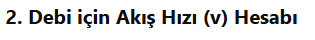 2. Debi için Akış Hızı (v) Hesabı